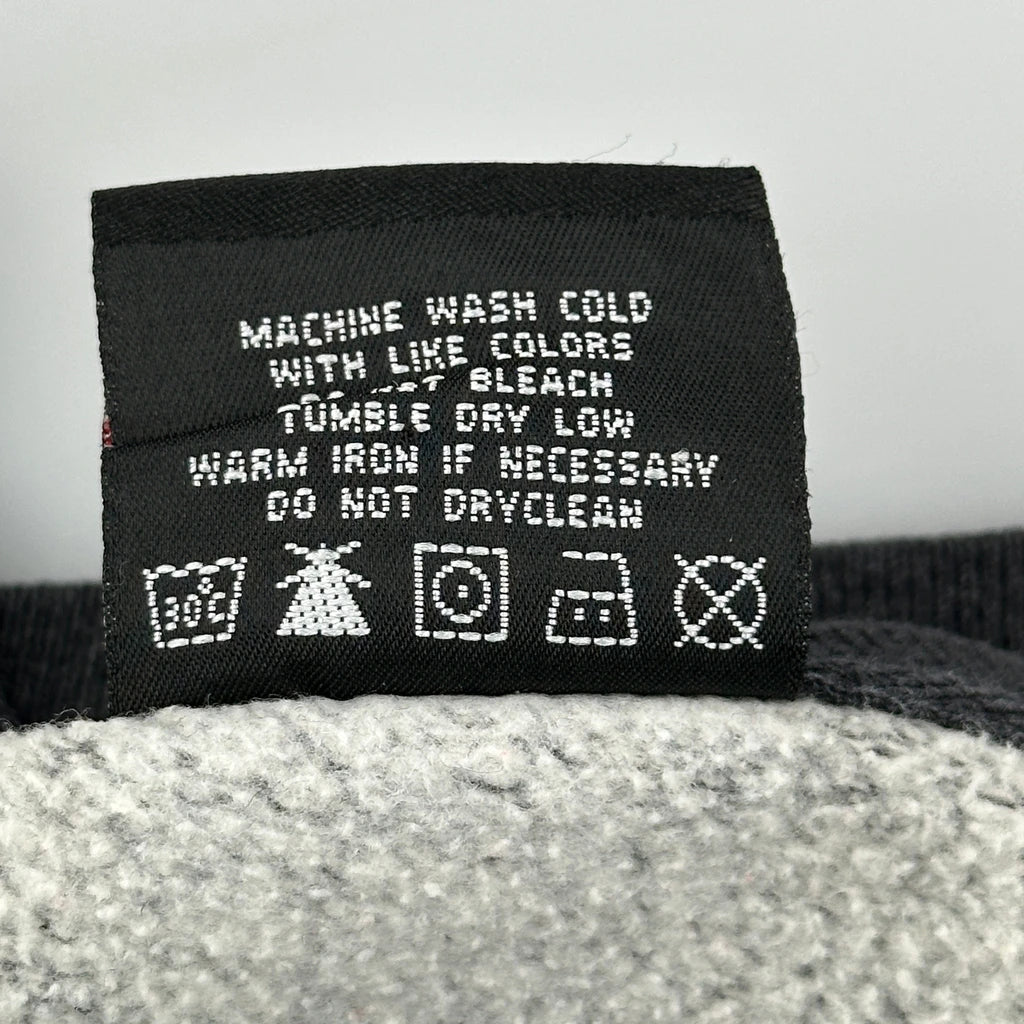 MACHINE WASH COLD
WITH LIKE COLORS
BLEACH
TUMBLE DRY LOW
WARM IRON IF NECESSARY
DO NOT DRYCLEAN
30°C